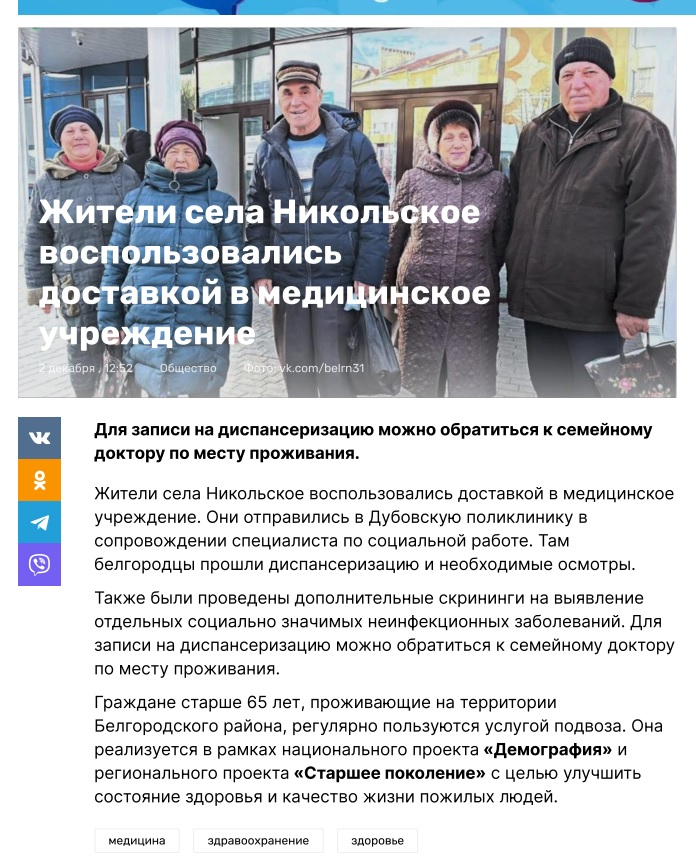 Жители села Никольское
воспользовались
доставкой в медицинское
учреждение
2 декабря , 12:52 Общество Фото: vk.com/belrn31
Для записи на диспансеризацию можно обратиться к семейному
доктору по месту проживания.
Жители села Никольское воспользовались доставкой в медицинское
учреждение. Они отправились в Дубовскую поликлинику в
сопровождении специалиста по социальной работе. Там
белгородцы прошли диспансеризацию и необходимые осмотры.
Также были проведены дополнительные скрининги на выявление
отдельных социально значимых неинфекционных заболеваний. Для
записи на диспансеризацию можно обратиться к семейному доктору
по месту проживания.
Граждане старше 65 лет, проживающие на территории
Белгородского района, регулярно пользуются услугой подвоза. Она
реализуется в рамках национального проекта «Демография» и
регионального проекта «Старшее поколение» с целью улучшить
состояние здоровья и качество жизни пожилых людей.
медицина здравоохранение здоровье